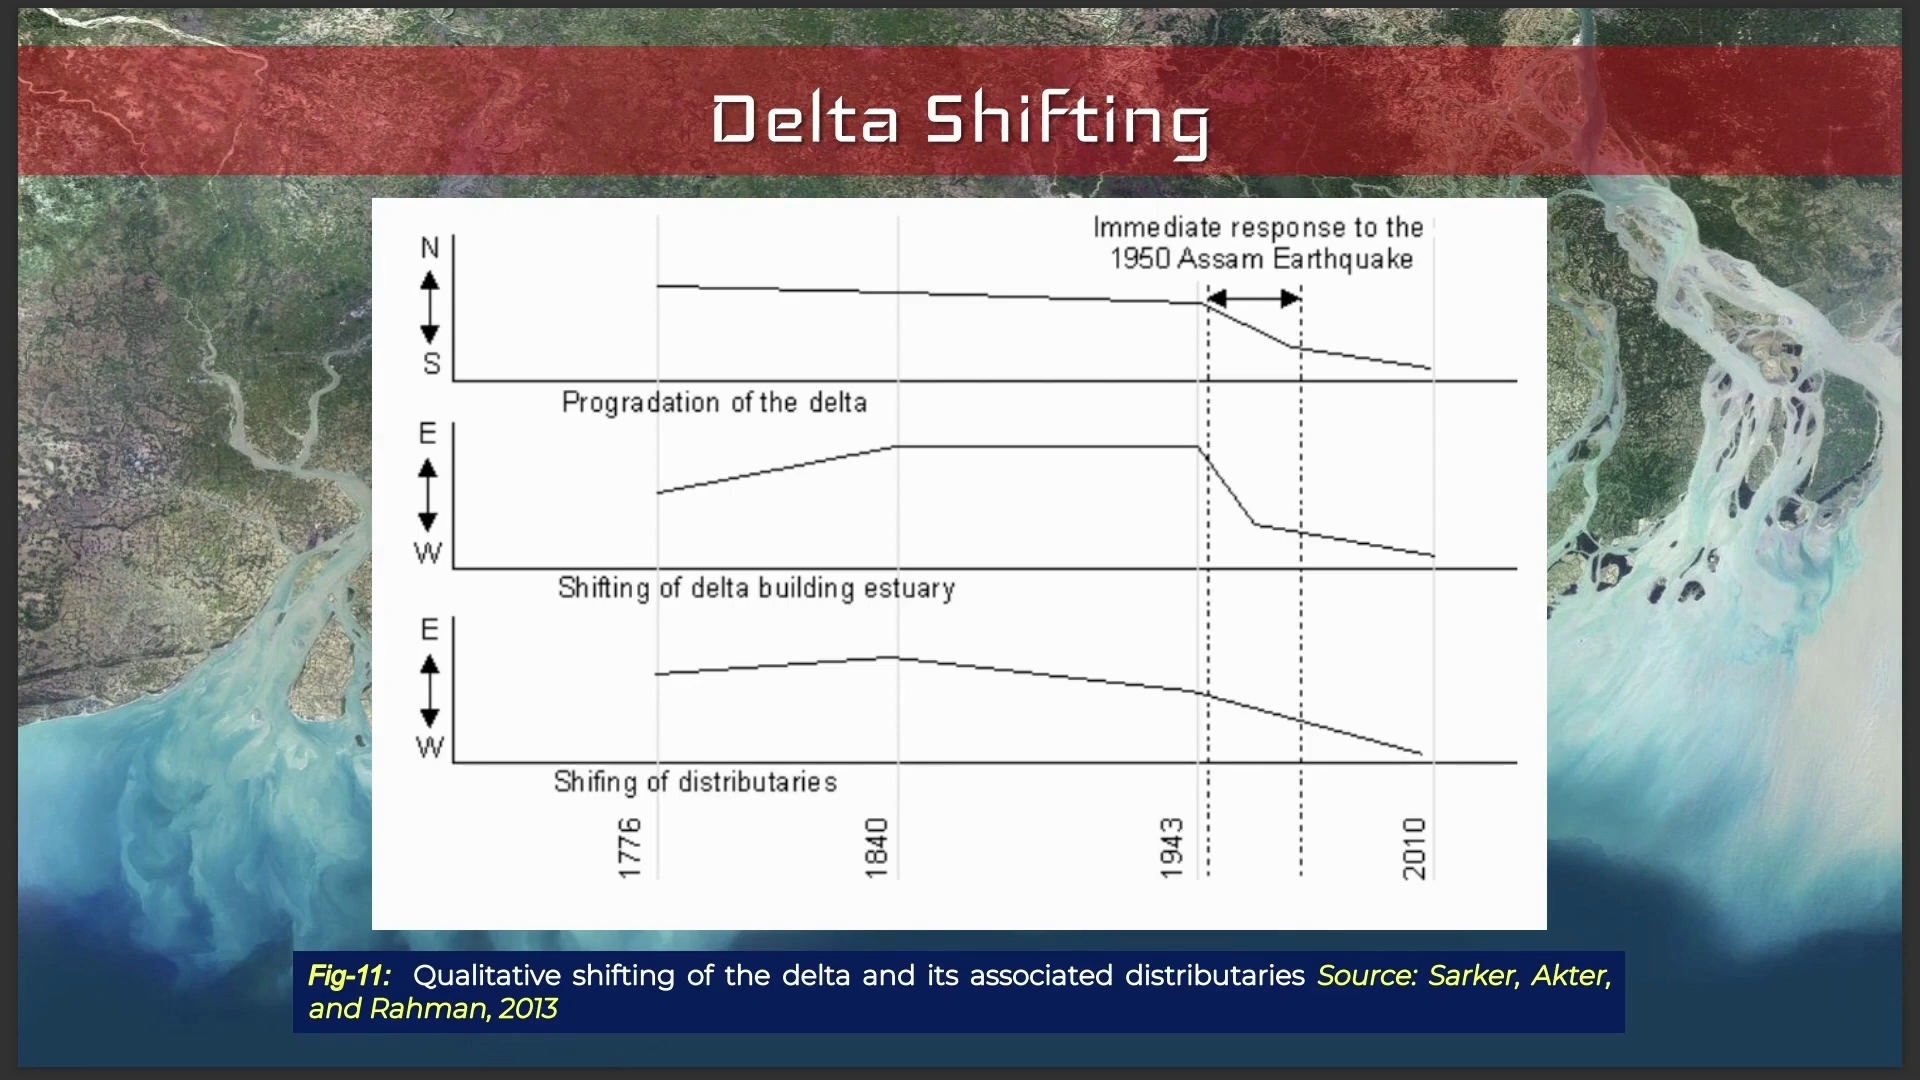 Delta Shifting
Immediate response to the
1950 Assam Earthquake
N
S
Progradation of the delta
E
W
Shifting of delta building estuary
E
W
Shifing of distributaries
1776
1840
1943
2010
Fig-11: Qualitative shifting of the delta and its associated distributaries Source: Sarker, Akter,
and Rahman, 2013